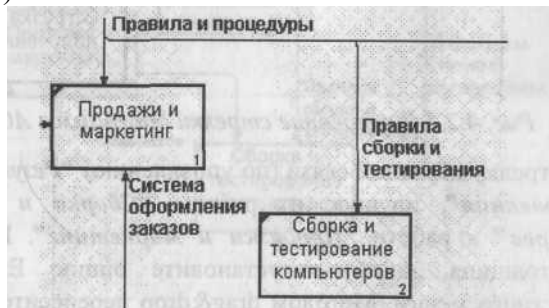 Правила и процедуры
Продажи и
маркетинг
1
Правила
сборки и
тестирования
Система
оформления
заказов
Сборка и
тестирование
компьютеров
2